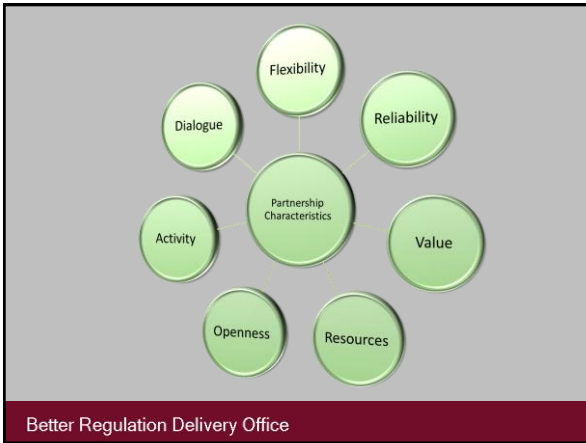 Flexibility
Reliability
Value
Resources
Openness
Activity
Dialogue
Partnership
Characteristics
Better Regulation Delivery Office